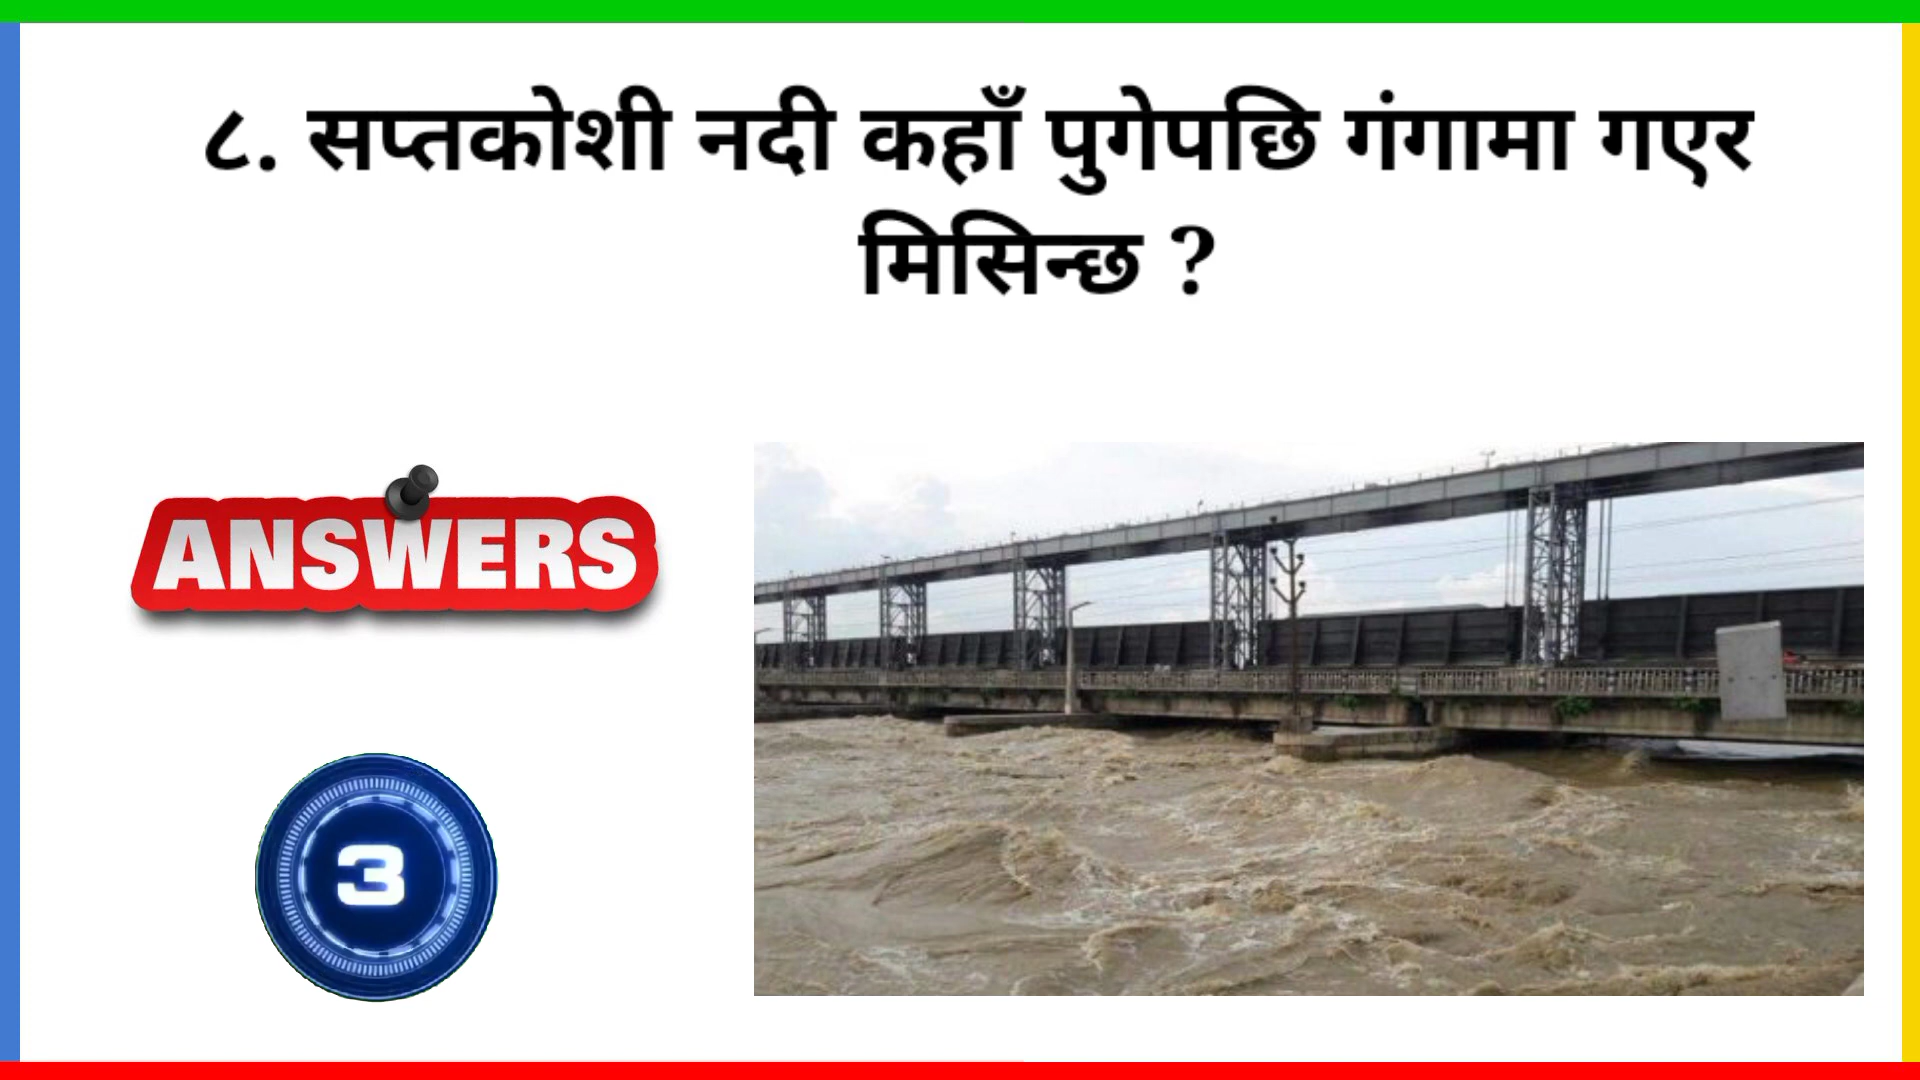 ८. सप्तकोशी नदी कहाँ पुगेपछि गंगामा गएर
मिसिन्छ ?
ANSWERS
3